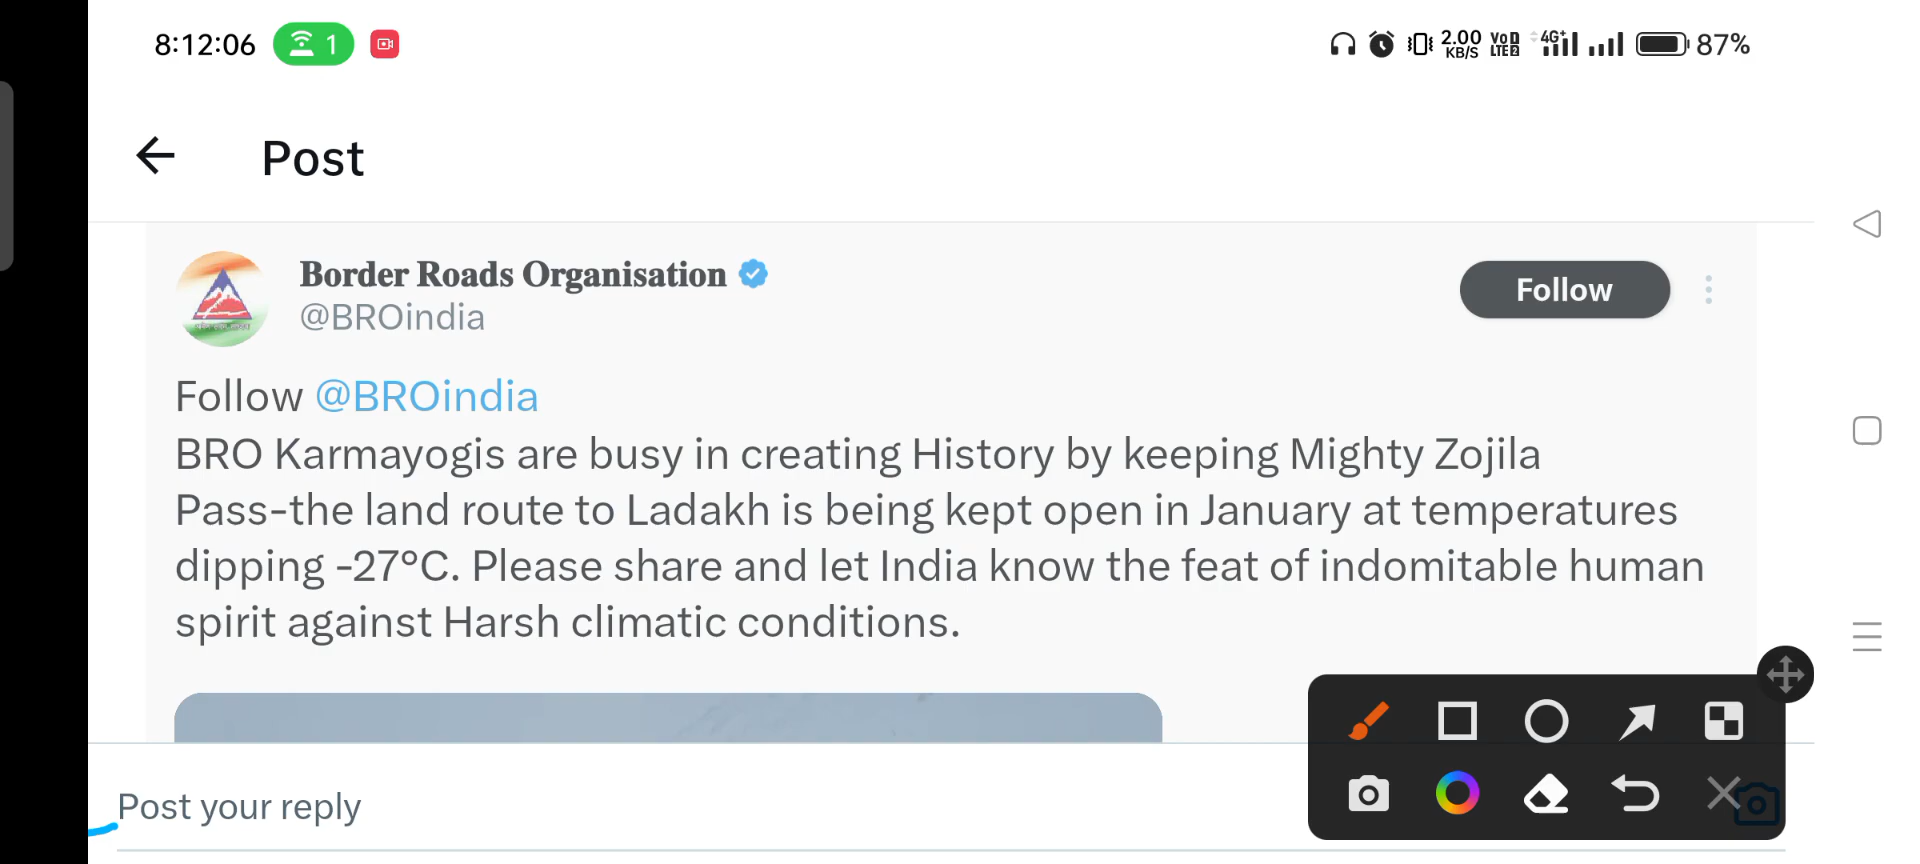 8:12:06 1 2.00 KB/S VoD LTE2 4G+ 87%
Post
Border Roads Organisation
@BROindia
Follow
Follow @BROindia
BRO Karmayogis are busy in creating History by keeping Mighty Zojila
Pass-the land route to Ladakh is being kept open in January at temperatures
dipping -27°C. Please share and let India know the feat of indomitable human
spirit against Harsh climatic conditions.
Post your reply